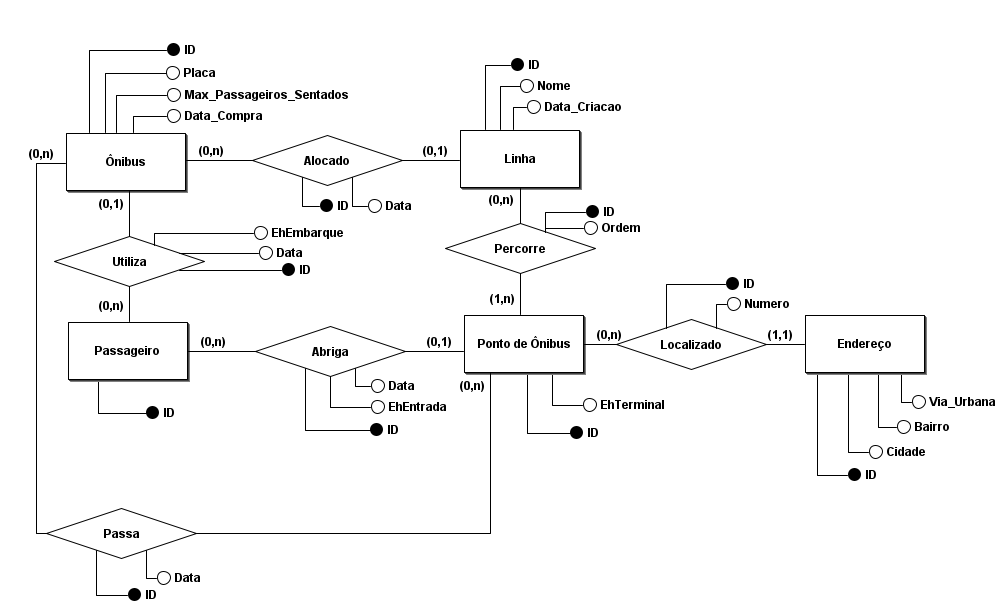 ID
Placa
Max_Passageiros_Sentados
Data_Compra
ID
Nome
Data_Criacao
(0,n)
Ônibus
(0,n)
Alocado
(0,1)
Linha
ID
Data
(0,1)
(0,n)
EhEmbarque
Data
ID
Utiliza
ID
Ordem
Percorre
(0,n)
(1,n)
ID
Numero
Passageiro
(0,n)
Abriga
(0,1)
Ponto de Ônibus
(0,n)
Localizado
(1,1)
Endereço
(0,n)
ID
Data
EhEntrada
ID
EhTerminal
ID
Via_Urbana
Bairro
Cidade
ID
Passa
Data
ID